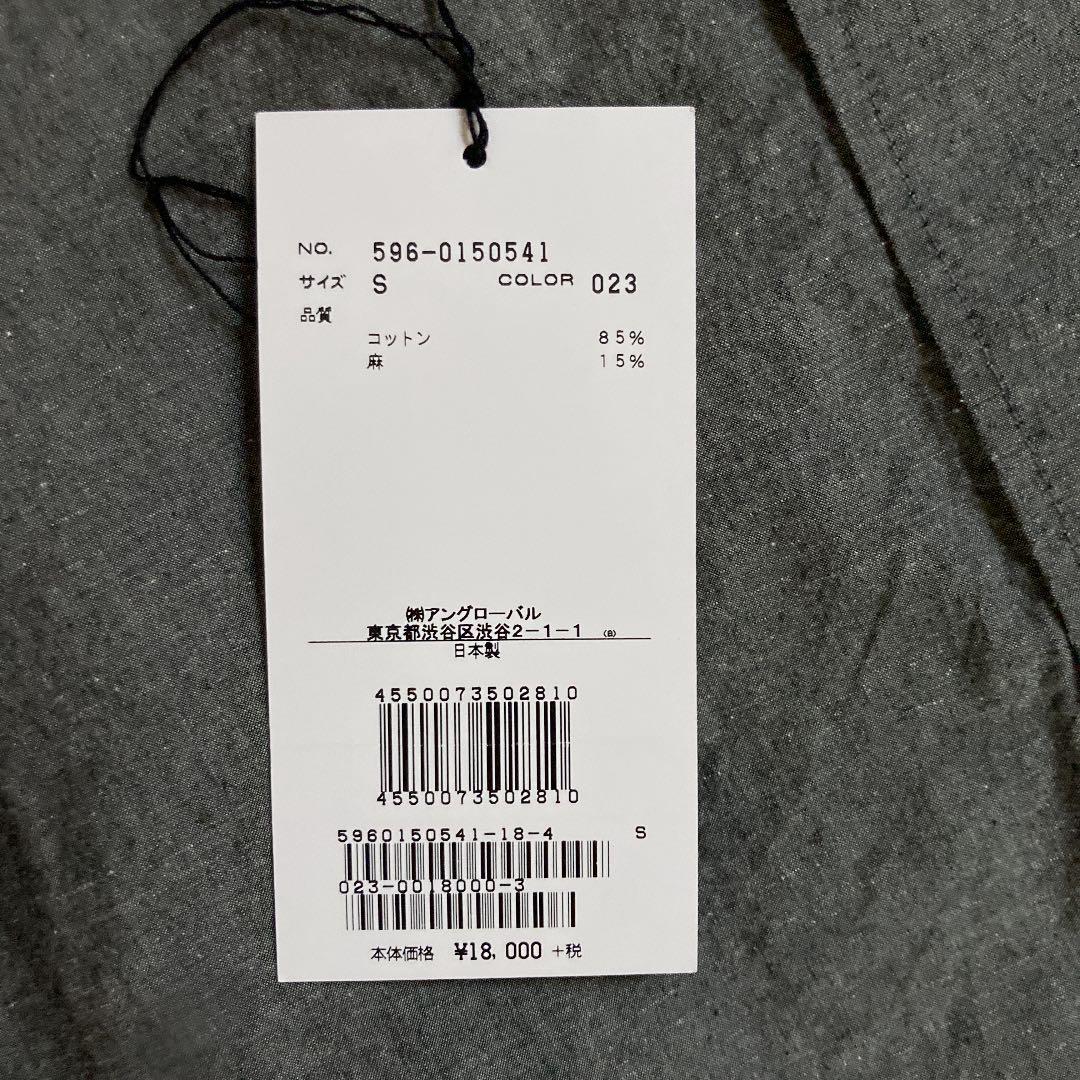 NO. 596-0150541
サイズ S COLOR 023
品質
コットン 85%
麻 15%
㈱アングローバル
東京都渋谷区渋谷2-1-1 (a)
日本製
4550073502810
4550073502810
5960150541-18-4 S
023-0018000-3
本体価格 ¥18,000 +税